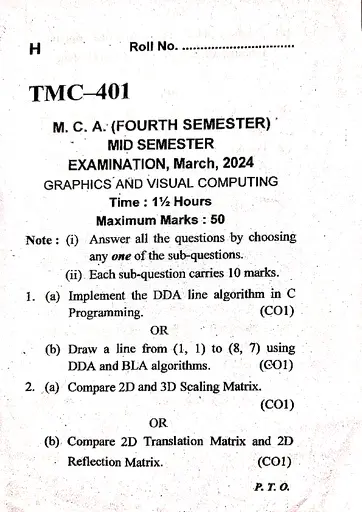 H Roll No. ................................
TMC–401
M. C. A. (FOURTH SEMESTER)
MID SEMESTER
EXAMINATION, March, 2024
GRAPHICS AND VISUAL COMPUTING
Time : 1½ Hours
Maximum Marks : 50
Note : (i) Answer all the questions by choosing
any one of the sub-questions.
(ii) Each sub-question carries 10 marks.
1. (a) Implement the DDA line algorithm in C
Programming. (CO1)
OR
(b) Draw a line from (1, 1) to (8, 7) using
DDA and BLA algorithms. (CO1)
2. (a) Compare 2D and 3D Scaling Matrix.
(CO1)
OR
(b) Compare 2D Translation Matrix and 2D
Reflection Matrix. (CO1)
P. T. O.